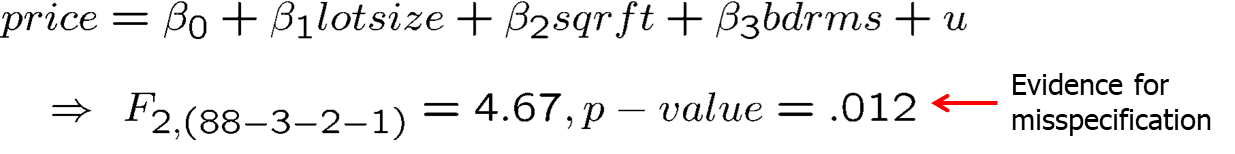 price = β₀ + β₁lotsize + β₂sqrft + β₃bdrms + u
⇒ F₂,₍₈₈₋₃₋₂₋₁₎ = 4.67, p − value = .012
Evidence for
misspecification